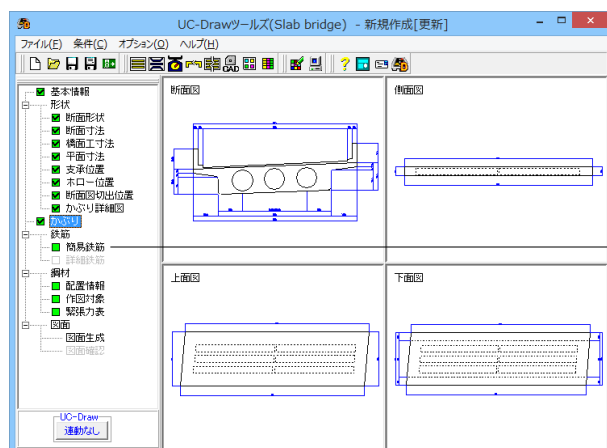 UC-Drawツールズ(Slab bridge) - 新規作成[更新]
ファイル(F) 条件(C) オプション(O) ヘルプ(H)
CAD
基本情報
形状
断面形状
断面寸法
橋面工寸法
平面寸法
支承位置
ホロー位置
断面図切出位置
かぶり詳細図
かぶり
鉄筋
簡易鉄筋
詳細鉄筋
鋼材
配置情報
作図対象
緊張力表
図面
図面生成
図面確認
UC-Draw
連動なし
断面図
側面図
上面図
下面図